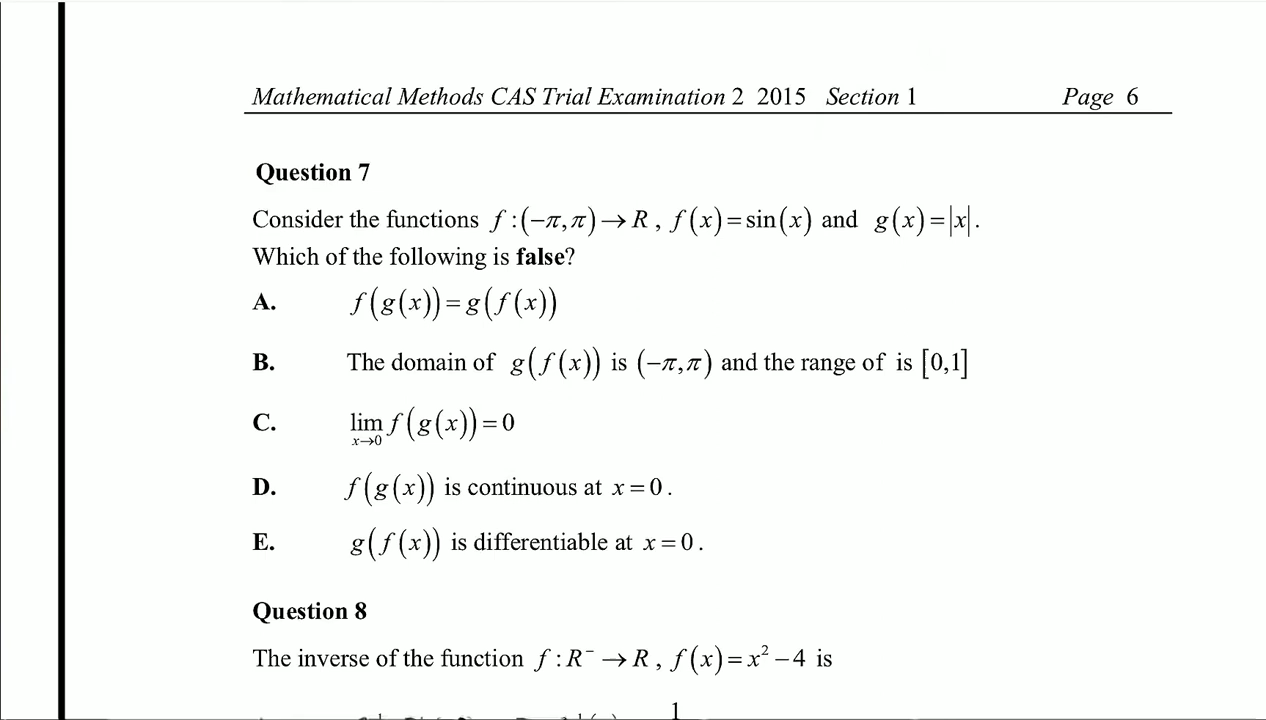 Mathematical Methods CAS Trial Examination 2 2015 Section 1 Page 6
Question 7
Consider the functions f:(−π,π)→R, f(x)=sin(x) and g(x)=|x|.
Which of the following is false?
A. f(g(x))=g(f(x))
B. The domain of g(f(x)) is (−π,π) and the range of is [0,1]
C. lim x→0 f(g(x))=0
D. f(g(x)) is continuous at x=0.
E. g(f(x)) is differentiable at x=0.
Question 8
The inverse of the function f:R⁻→R, f(x)=x²−4 is
1